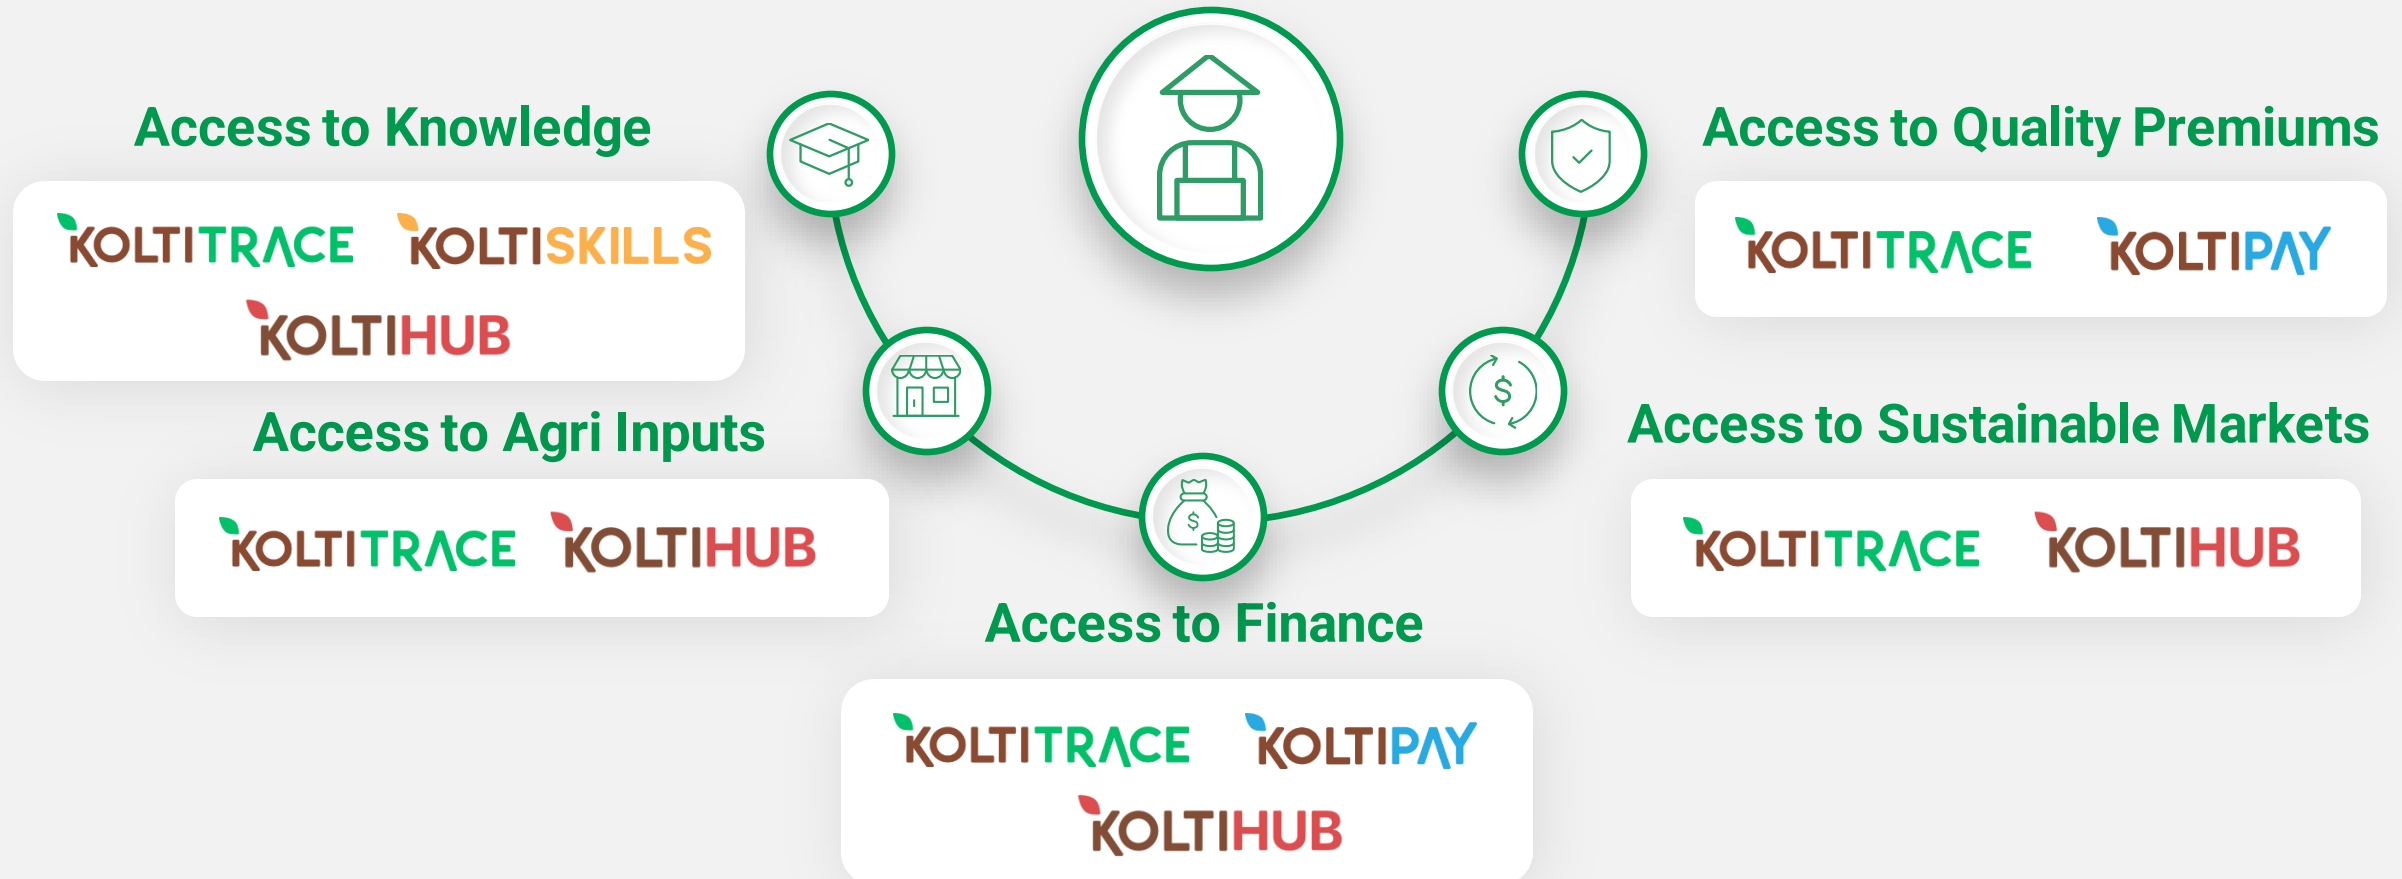 Access to Knowledge
KOLTITRACE KOLTISKILLS
KOLTIHUB
Access to Agri Inputs
KOLTITRACE KOLTIHUB
$
Access to Finance
KOLTITRACE KOLTIPAY
KOLTIHUB
$
Access to Sustainable Markets
KOLTITRACE KOLTIHUB
Access to Quality Premiums
KOLTITRACE KOLTIPAY